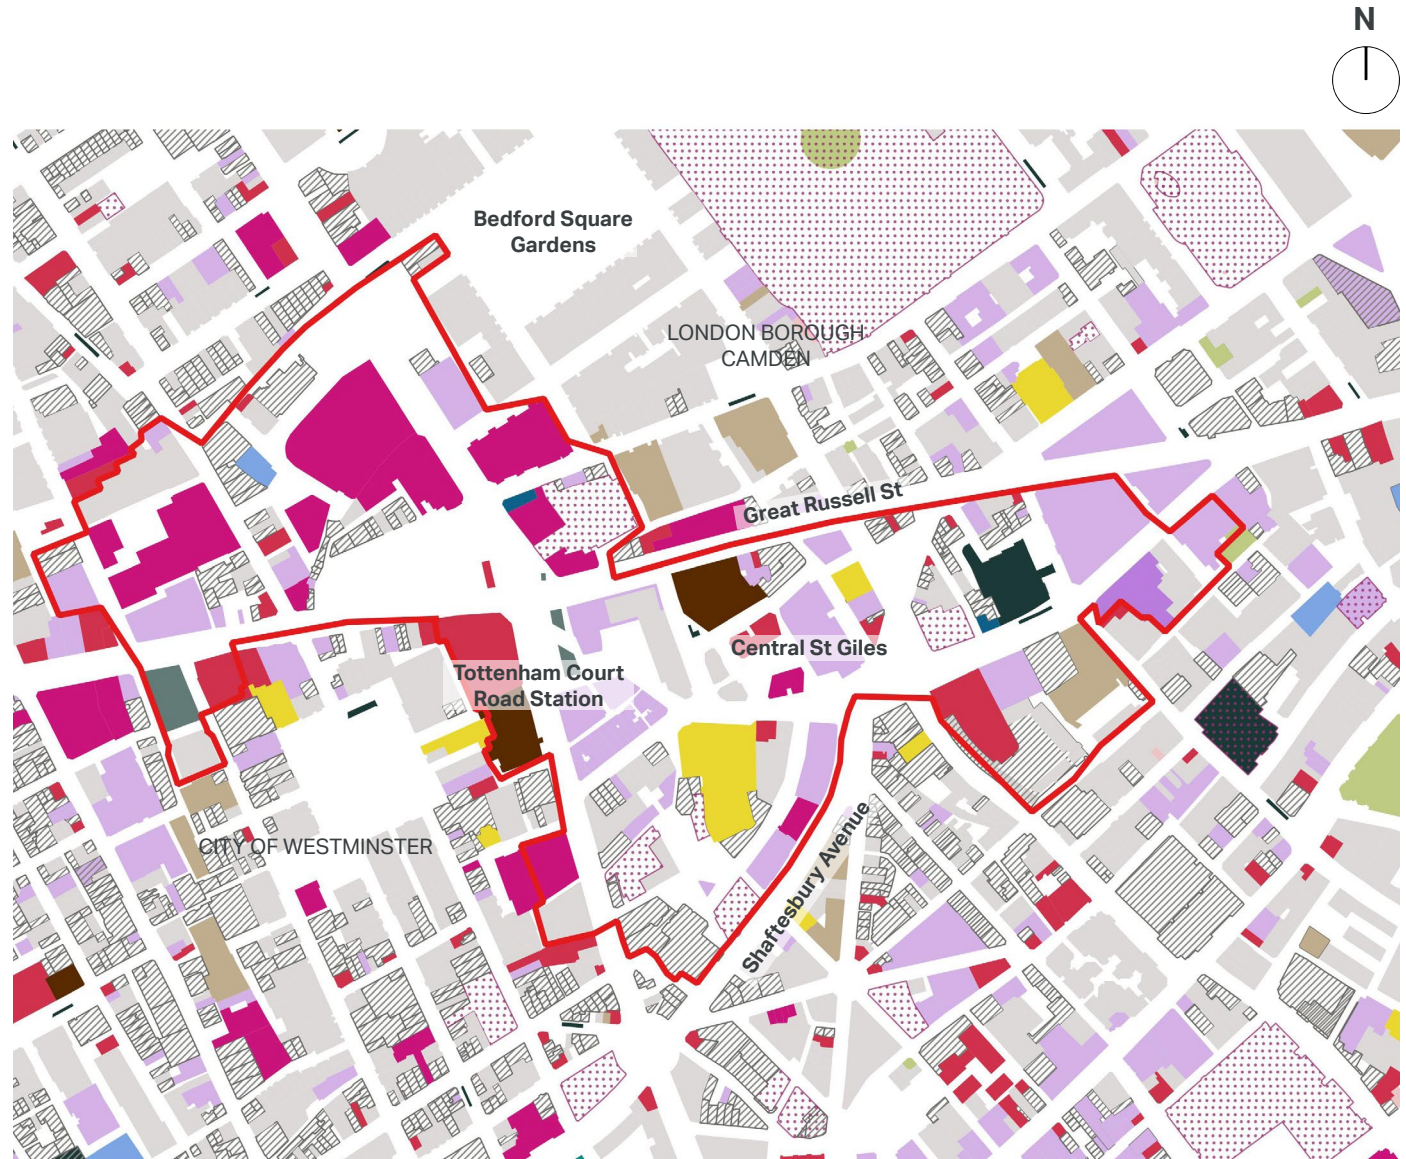 N
Bedford Square
Gardens
LONDON BOROUGH
CAMDEN
Great Russell St
Central St Giles
Tottenham Court
Road Station
CITY OF WESTMINSTER
Shaftesbury Avenue